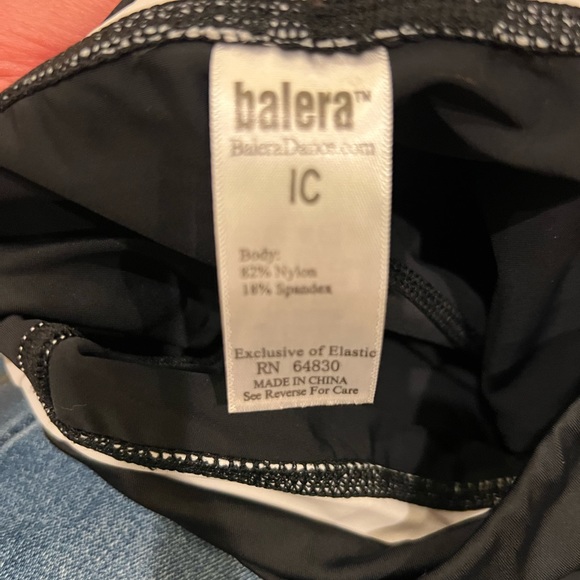 balera™
BaleraDance.com
IC
Body:
82% Nylon
18% Spandex
Exclusive of Elastic
RN 64830
MADE IN CHINA
See Reverse For Care